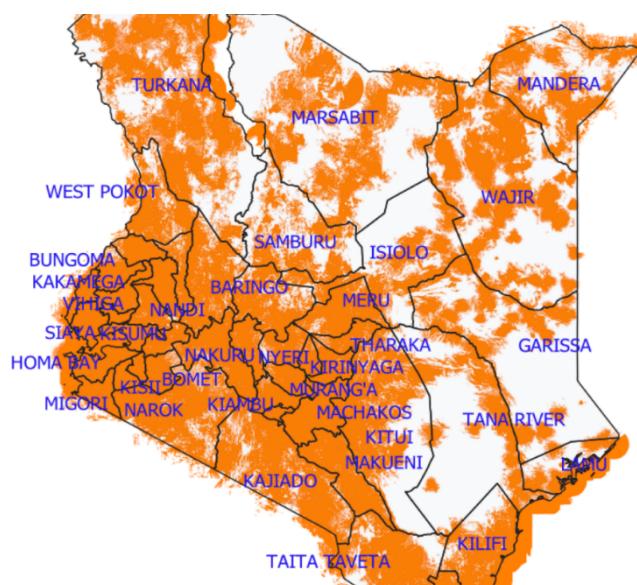 TURKANA
MANDERA
MARSABIT
WEST POKOT
WAJIR
SAMBURU
ISIOLO
BUNGOMA
KAKAMEGA
BARINGO
VIHIGA
NANDI
MERU
SIAYA
KISUMU
THARAKA
GARISSA
HOMA BAY
NAKURU
NYERI
KIRINYAGA
KISII
BOMET
MURANG'A
MIGORI
NAROK
KIAMBU
MACHAKOS
TANA RIVER
KITUI
MAKUENI
LAMU
KAJIADO
KILIFI
TAITA TAVETA